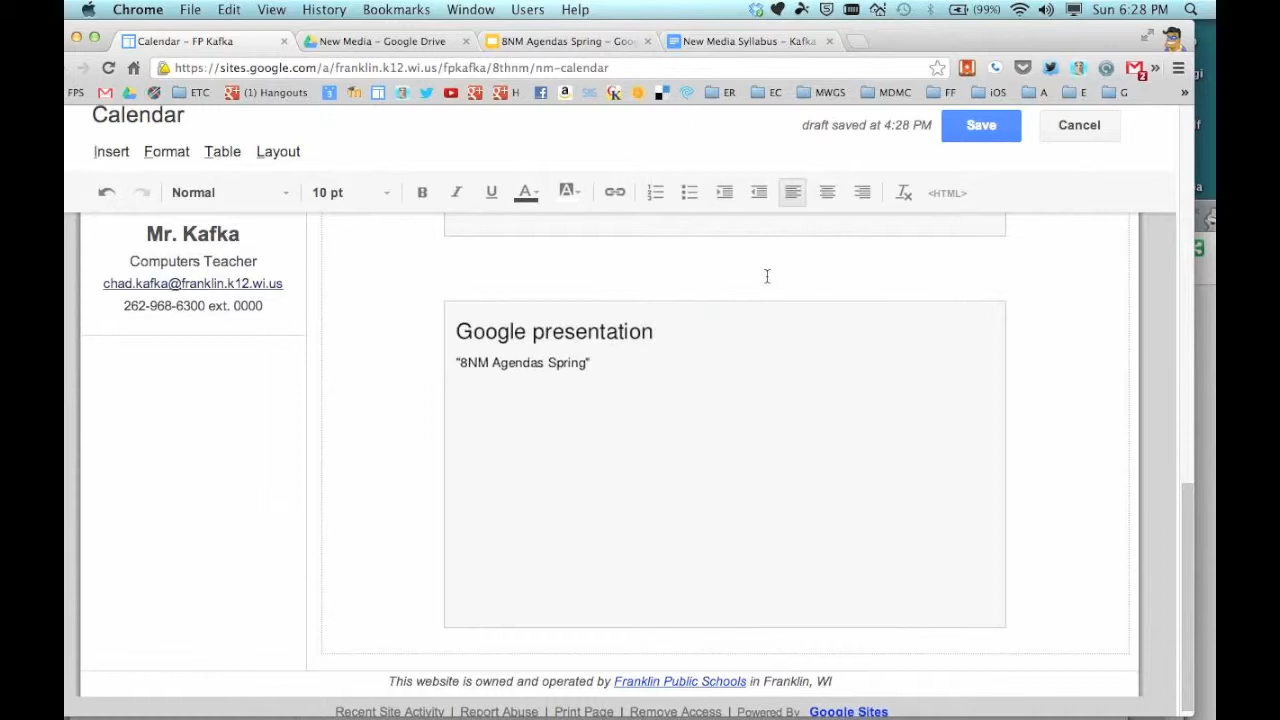 Chrome File Edit View History Bookmarks Window Users Help (99%) Sun 6:28 PM
Calendar – FP Kafka New Media – Google Drive 8NM Agendas Spring – Goog New Media Syllabus – Kafka
https://sites.google.com/a/franklin.k12.wi.us/fpkafka/8thnm/nm-calendar
FPS ETC (1) Hangouts H SBS ER EC MWGS MDMC FF iOS A E G »
Calendar
draft saved at 4:28 PM Save Cancel
Insert Format Table Layout
Normal 10 pt B I U A A <HTML>
Mr. Kafka
Computers Teacher
chad.kafka@franklin.k12.wi.us
262-968-6300 ext. 0000
Google presentation
"8NM Agendas Spring"
This website is owned and operated by Franklin Public Schools in Franklin, WI
Recent Site Activity | Report Abuse | Print Page | Remove Access | Powered By Google Sites